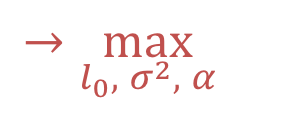 → max
l₀, σ², α